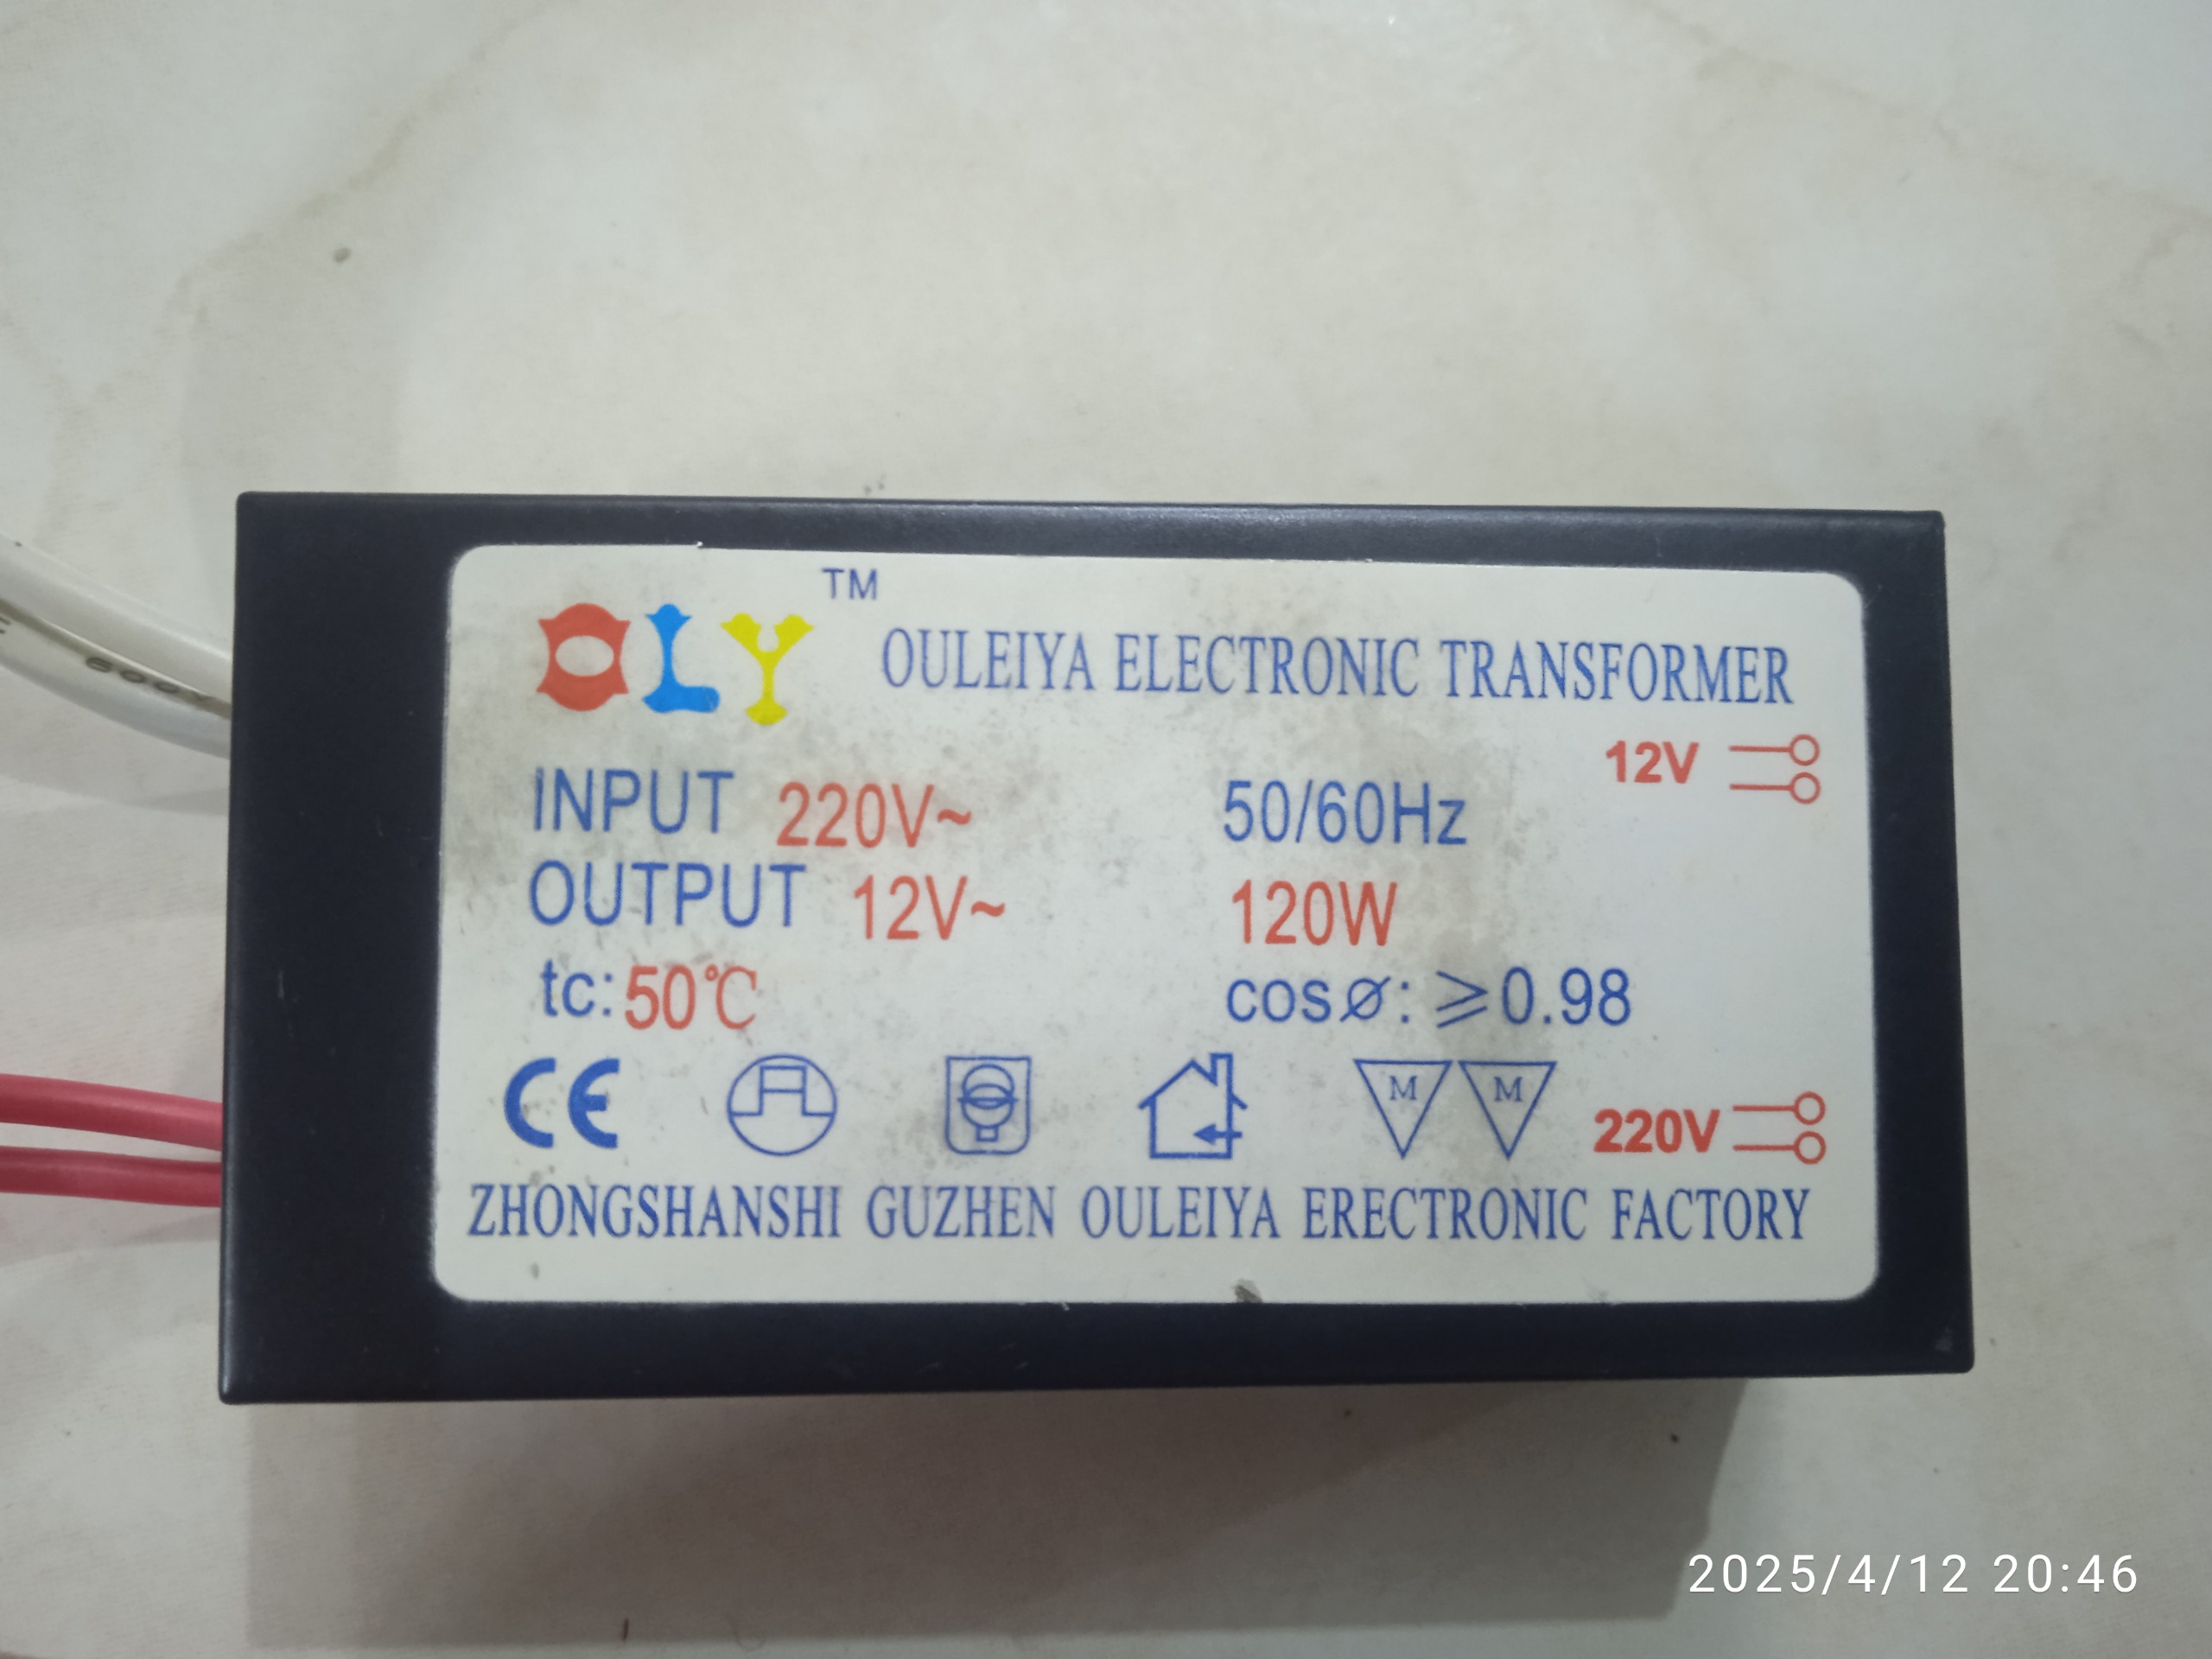 OLY TM OULEIYA ELECTRONIC TRANSFORMER
12V
INPUT 220V~ 50/60Hz
OUTPUT 12V~ 120W
tc:50℃ cosø:⩾0.98
CE M M 220V
ZHONGSHANSHI GUZHEN OULEIYA ERECTRONIC FACTORY
2025/4/12 20:46